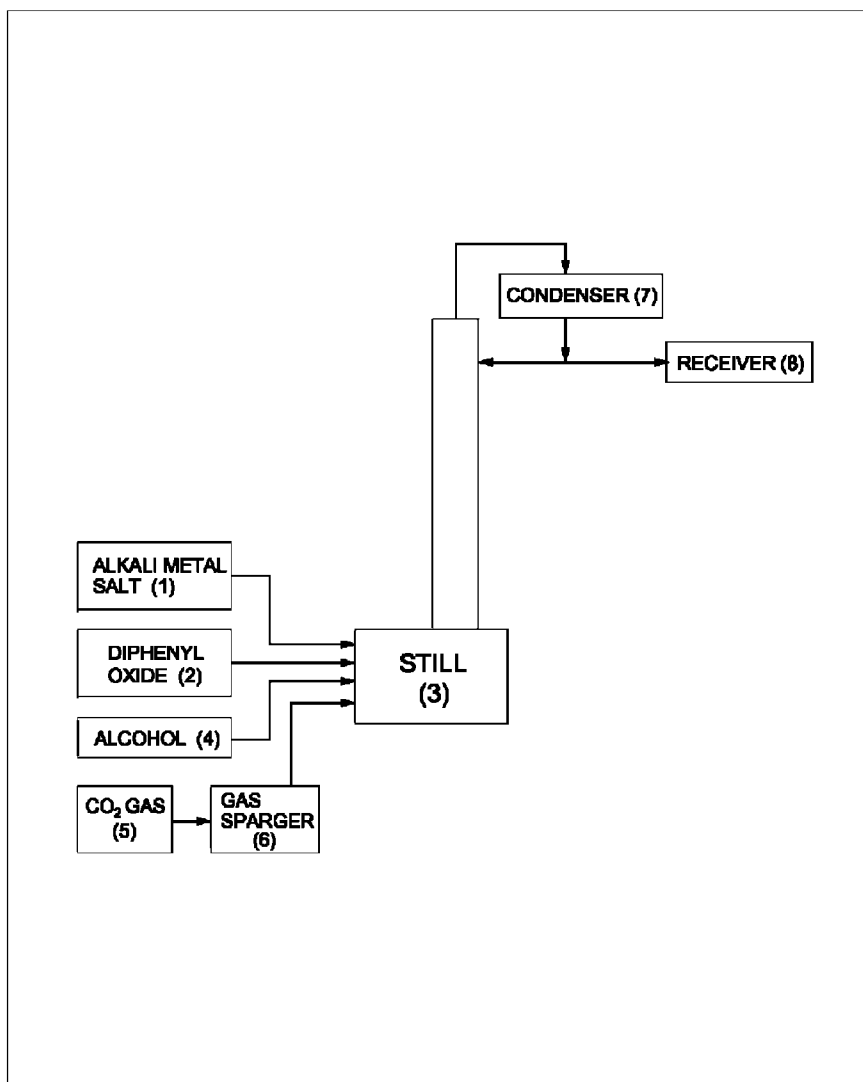 CONDENSER (7)
RECEIVER (8)
ALKALI METAL
SALT (1)
DIPHENYL
OXIDE (2)
STILL
(3)
ALCOHOL (4)
CO₂ GAS
(5)
GAS
SPARGER
(6)